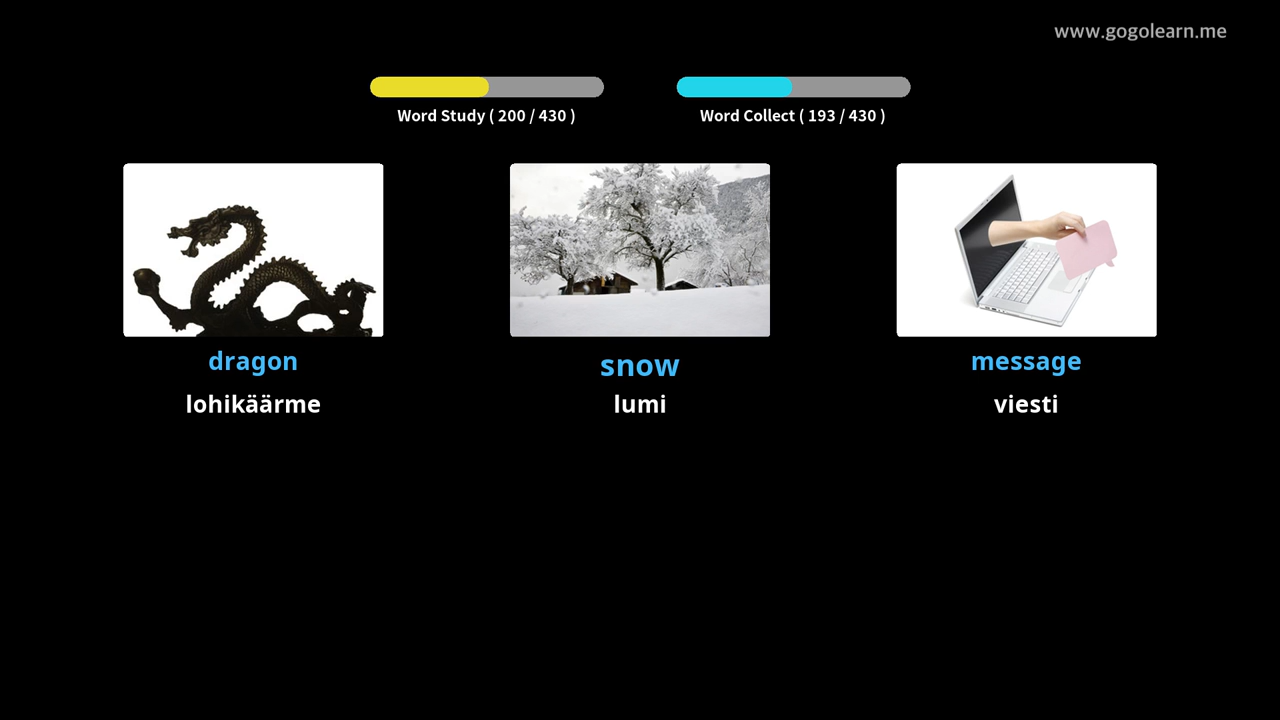 www.gogolearn.me
Word Study ( 200 / 430 )
Word Collect ( 193 / 430 )
dragon
lohikäärme
snow
lumi
message
viesti